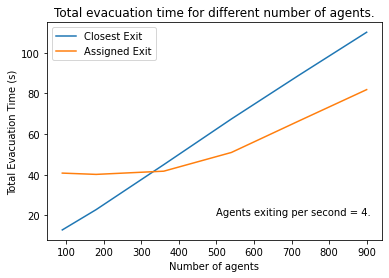 Total evacuation time for different number of agents.
Closest Exit
Assigned Exit
Total Evacuation Time (s)
100
80
60
40
20
Agents exiting per second = 4.
100 200 300 400 500 600 700 800 900
Number of agents